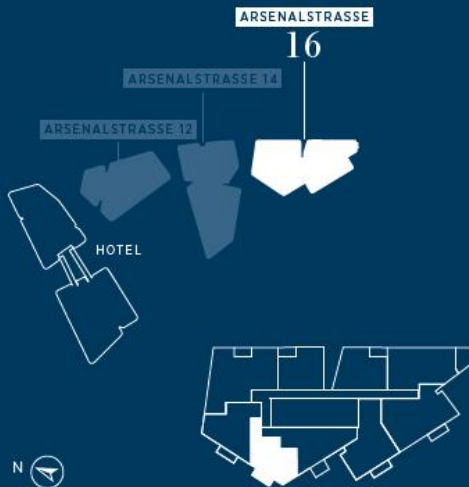 ARSENALSTRASSE
16
ARSENALSTRASSE 14
ARSENALSTRASSE 12
HOTEL
N